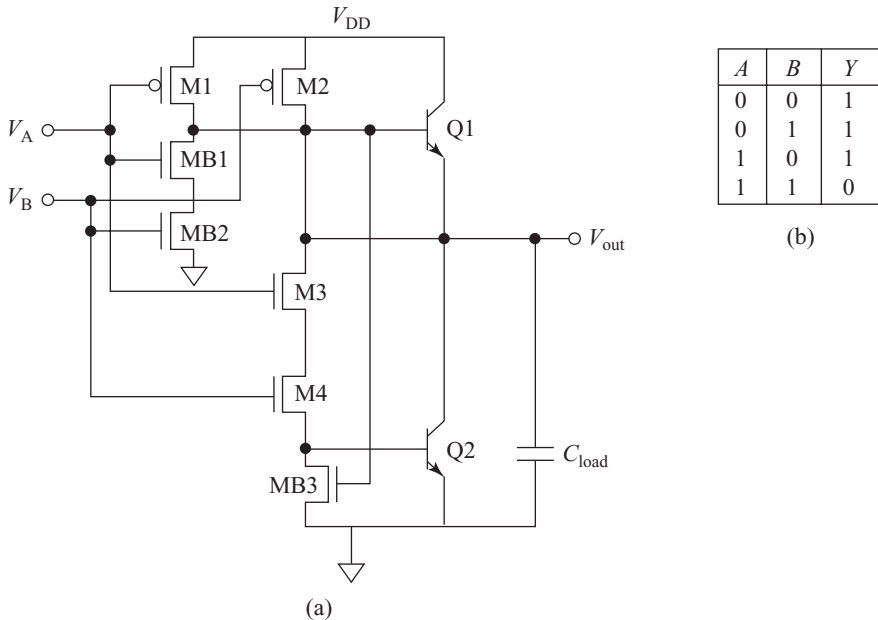 V_DD
M1
M2
V_A
Q1
MB1
V_B
MB2
V_out
M3
M4
Q2
C_load
MB3
(a)
A B Y
0 0 1
0 1 1
1 0 1
1 1 0
(b)